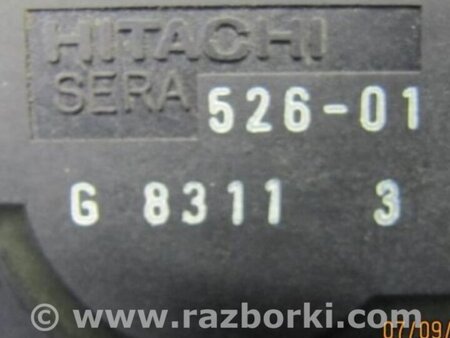 HITACHI
SERA 526-01
G 8311 3
07/09/
© www.razborki.com